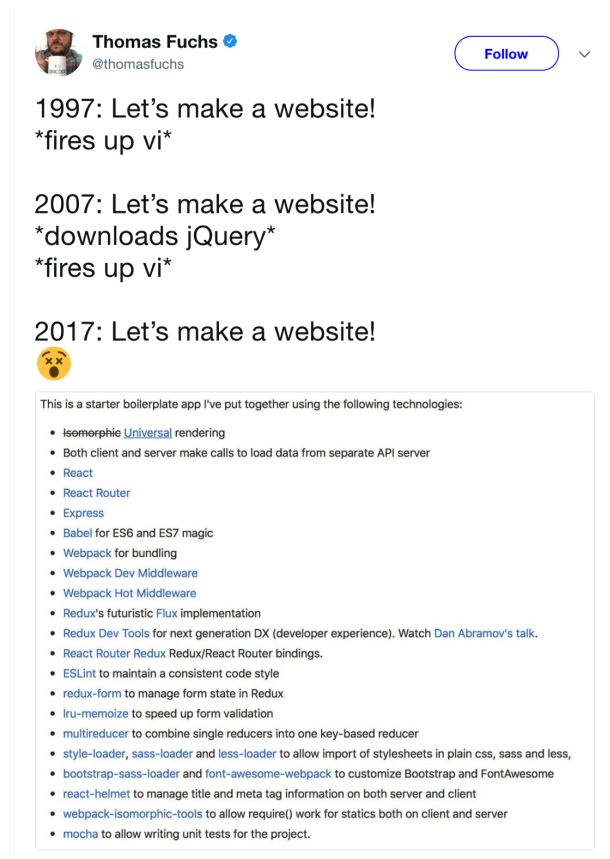 Thomas Fuchs
@thomasfuchs
Follow
1997: Let’s make a website!
*fires up vi*
2007: Let’s make a website!
*downloads jQuery*
*fires up vi*
2017: Let’s make a website!
This is a starter boilerplate app I've put together using the following technologies:
• Isomorphic Universal rendering
• Both client and server make calls to load data from separate API server
• React
• React Router
• Express
• Babel for ES6 and ES7 magic
• Webpack for bundling
• Webpack Dev Middleware
• Webpack Hot Middleware
• Redux's futuristic Flux implementation
• Redux Dev Tools for next generation DX (developer experience). Watch Dan Abramov's talk.
• React Router Redux Redux/React Router bindings.
• ESLint to maintain a consistent code style
• redux-form to manage form state in Redux
• lru-memoize to speed up form validation
• multireducer to combine single reducers into one key-based reducer
• style-loader, sass-loader and less-loader to allow import of stylesheets in plain css, sass and less,
• bootstrap-sass-loader and font-awesome-webpack to customize Bootstrap and FontAwesome
• react-helmet to manage title and meta tag information on both server and client
• webpack-isomorphic-tools to allow require() work for statics both on client and server
• mocha to allow writing unit tests for the project.